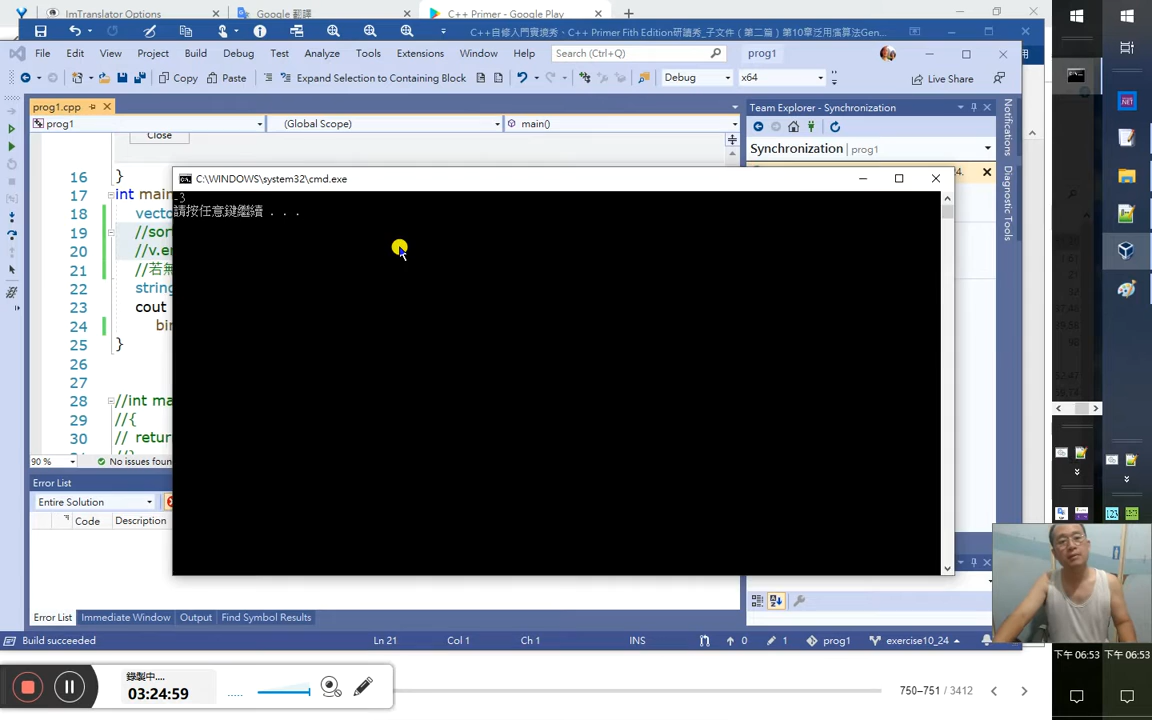 ImTranslator Options
Google 翻譯
C++ Primer - Google Play
C++自修入門實境秀、C++ Primer Fith Edition研讀秀_子文件（第二篇）第10章泛用演算法Gen...
File Edit View Project Build Debug Test Analyze Tools Extensions Window Help Search (Ctrl+Q) prog1
Copy Paste Expand Selection to Containing Block Debug x64 Live Share
prog1.cpp
prog1 (Global Scope) main()
Team Explorer - Synchronization
Synchronization | prog1
Notifications
Diagnostic Tools
Close
C:\WINDOWS\system32\cmd.exe
-3
請按任意鍵繼續 . . .
16 }
17 int main
18 vecto
19 //sor
20 //v.er
21 //若無
22 string
23 cout
24 bin
25 }
26
27
28 //int ma
29 //{
30 // return
90 % No issues found
Error List
Entire Solution
Code Description
Error List Immediate Window Output Find Symbol Results
Build succeeded Ln 21 Col 1 Ch 1 INS 0 1 prog1 exercise10_24
錄製中...
03:24:59
750–751 / 3412
下午 06:53 下午 06:53